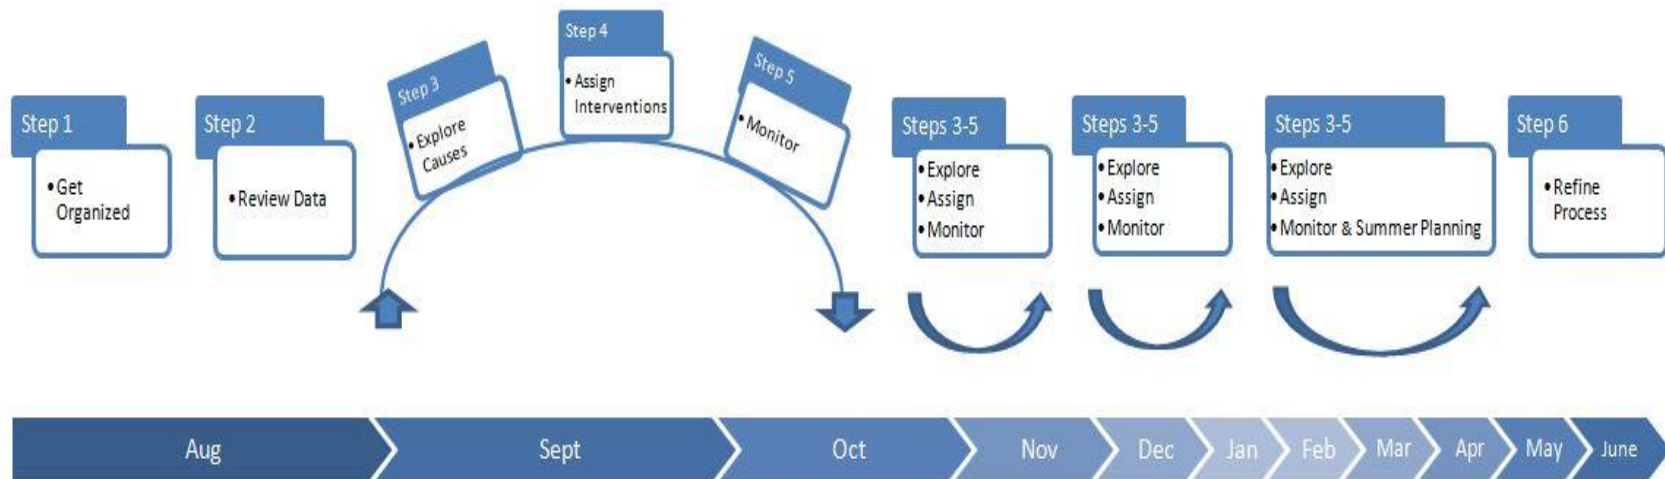 Step 1
• Get
Organized
Step 2
• Review Data
Step 3
• Explore
Causes
Step 4
• Assign
Interventions
Step 5
• Monitor
Steps 3-5
• Explore
• Assign
• Monitor
Steps 3-5
• Explore
• Assign
• Monitor
Steps 3-5
• Explore
• Assign
• Monitor & Summer Planning
Step 6
• Refine
Process
Aug
Sept
Oct
Nov
Dec
Jan
Feb
Mar
Apr
May
June